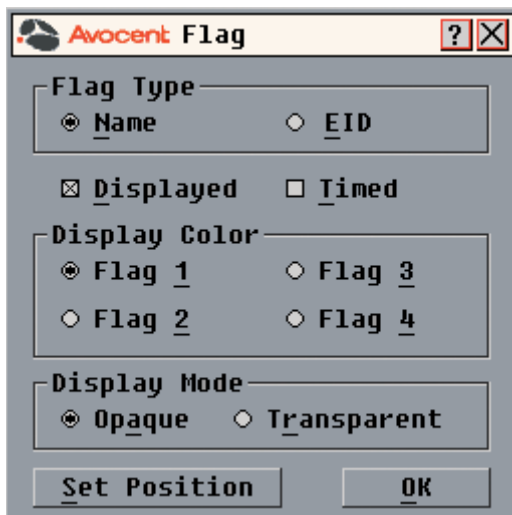 Avocent Flag ? X
Flag Type
Name EID
Displayed Timed
Display Color
Flag 1 Flag 3
Flag 2 Flag 4
Display Mode
Opaque Transparent
Set Position OK